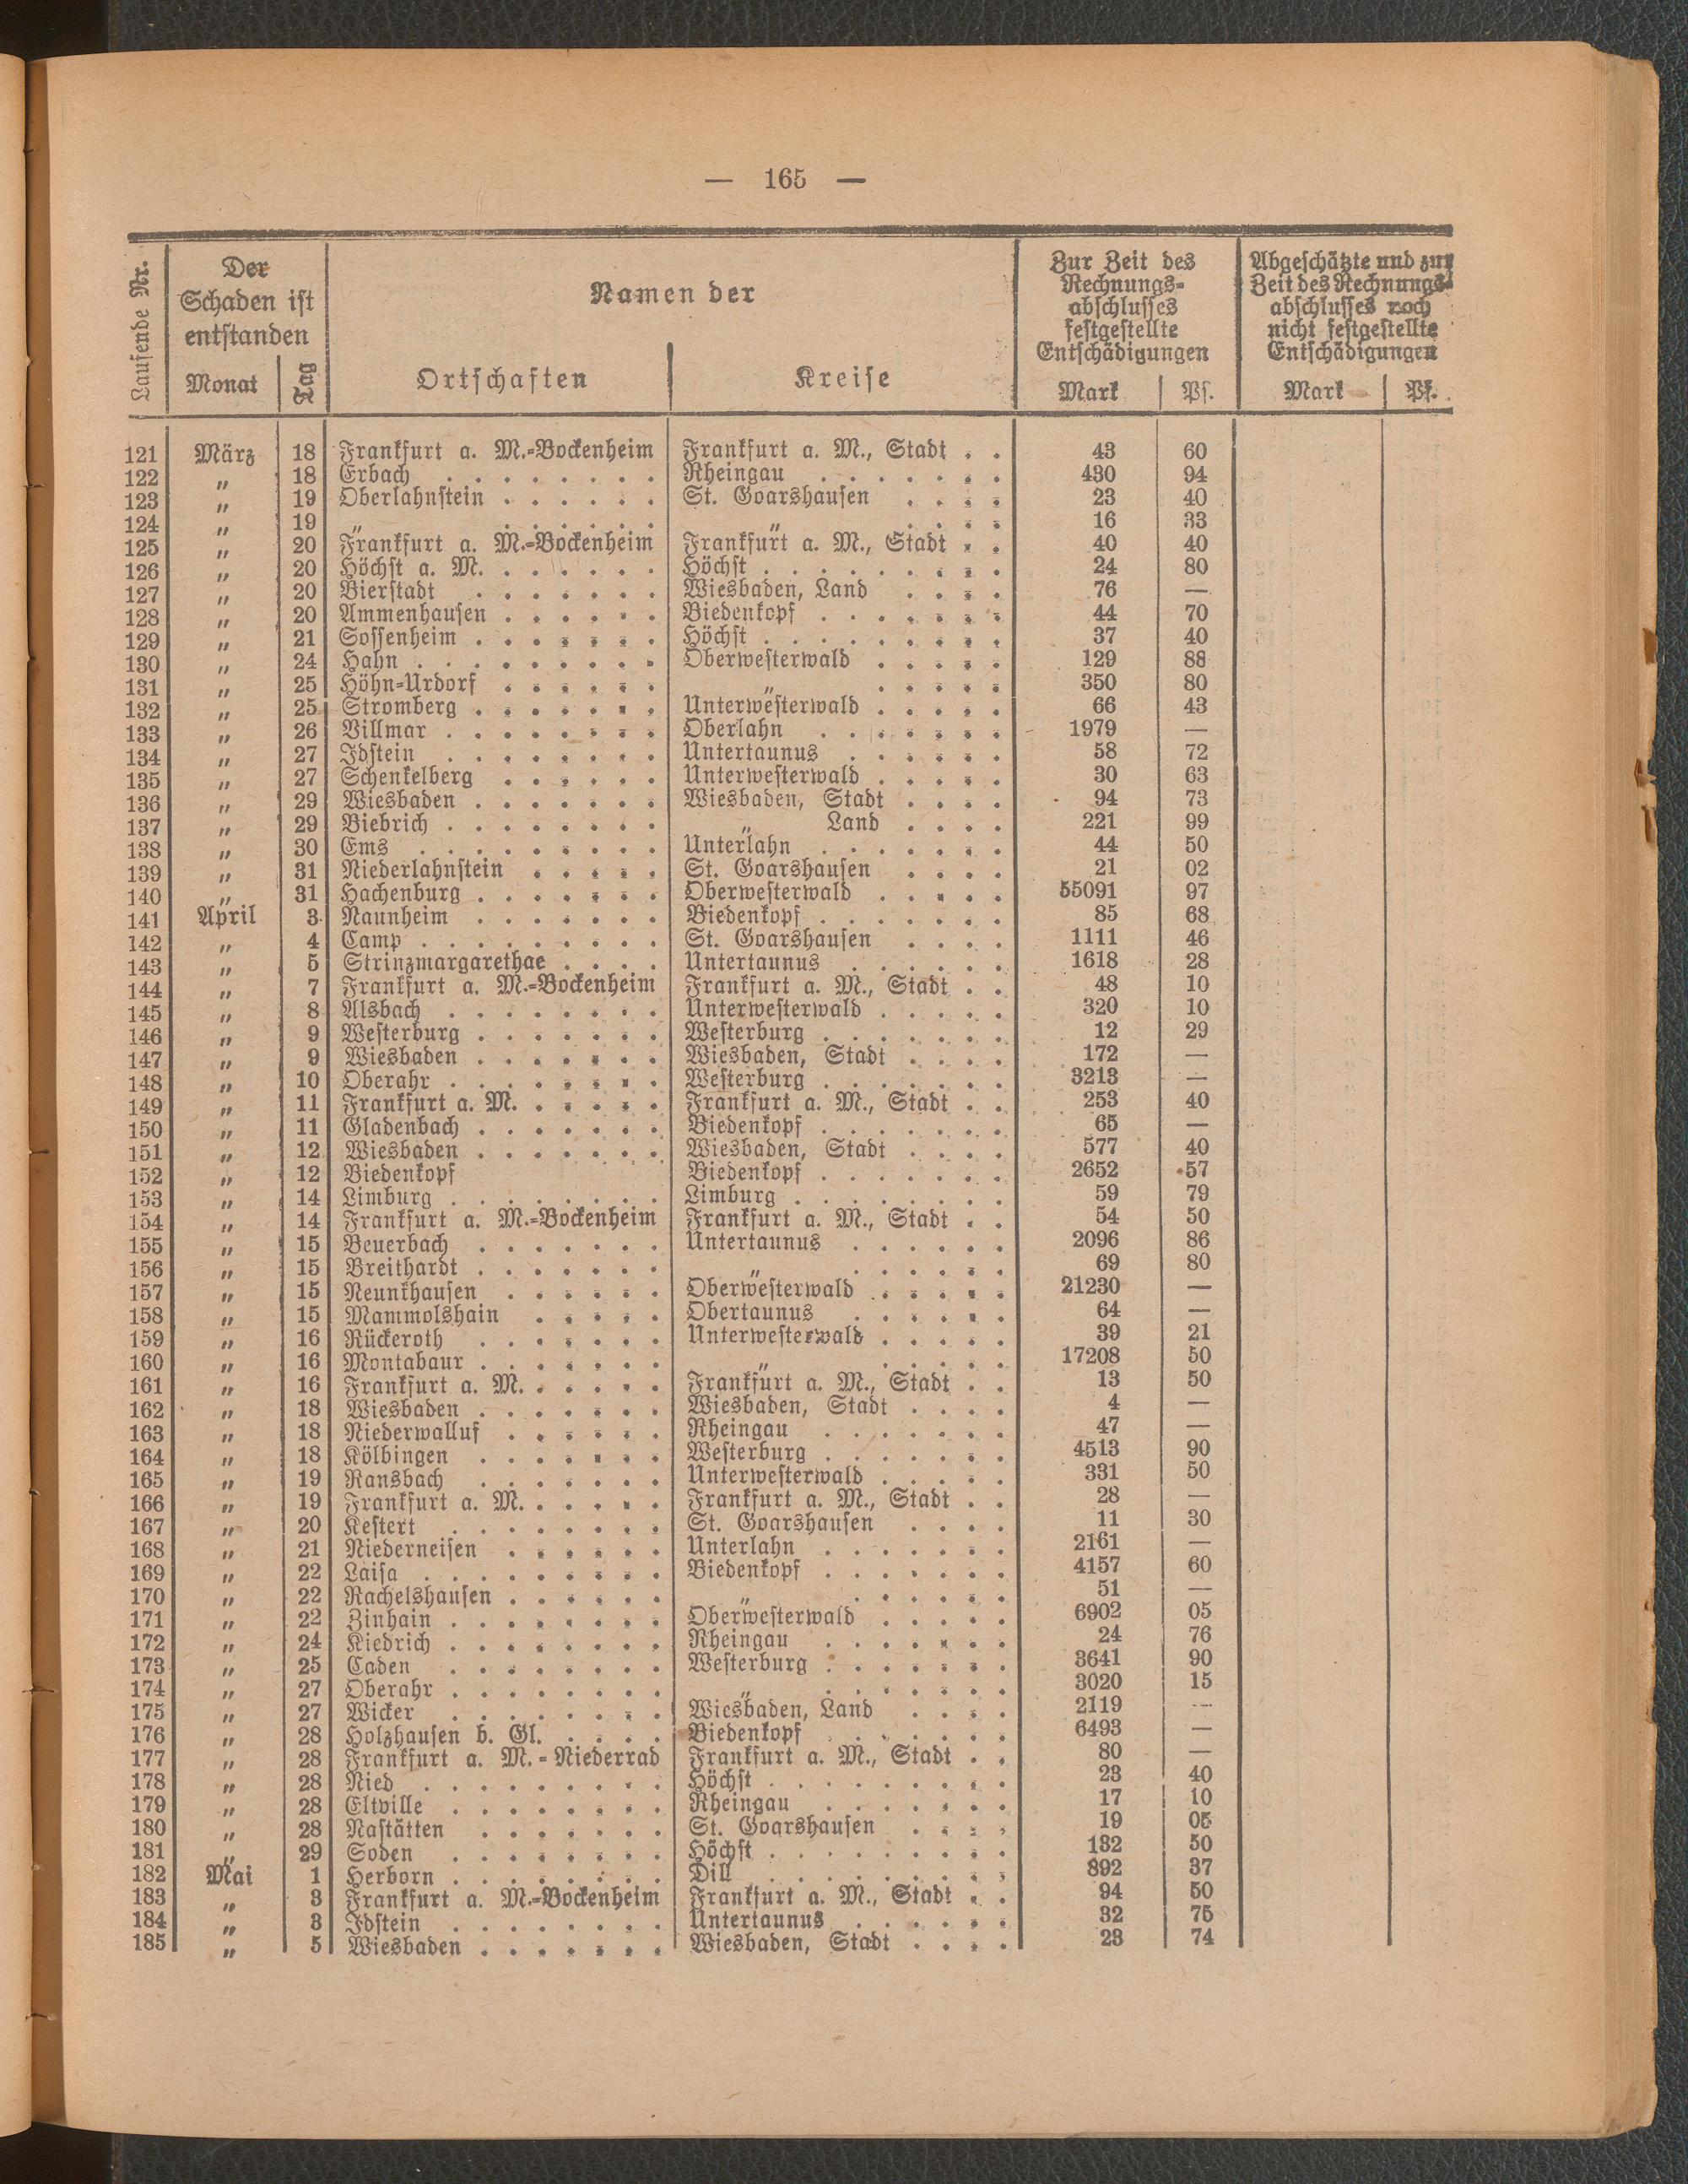 — 165 —
Laufende Nr.
Der
Schaden ist
entstanden
Monat
Tag
Namen der
Ortschaften
Kreise
Zur Zeit des
Rechnungs-
abschlusses
festgestellte
Entschädigungen
Mark
Pf.
Abgeschätzte und zur
Zeit des Rechnungs-
abschlusses noch
nicht festgestellte
Entschädigungen
Mark
Pf.
121 März 18 Frankfurt a. M.-Bockenheim Frankfurt a. M., Stadt . . 43 60
122 „ 18 Erbach . . . . . . . . Rheingau . . . . . . . 430 94
123 „ 19 Oberlahnstein . . . . . . St. Goarshausen . . . . 23 40
124 „ 19 „ . . . . . . „ . . . . 16 33
125 „ 20 Frankfurt a. M.-Bockenheim Frankfurt a. M., Stadt . . 40 40
126 „ 20 Höchst a. M. . . . . . . Höchst . . . . . . . . . 24 80
127 „ 20 Bierstadt . . . . . . . Wiesbaden, Land . . . . 76 —
128 „ 20 Ammenhausen . . . . . . Biedenkopf . . . . . . . 44 70
129 „ 21 Sossenheim . . . . . . . Höchst . . . . . . . . . 37 40
130 „ 24 Hahn . . . . . . . . . Oberwesterwald . . . . . 129 88
131 „ 25 Höhn-Urdorf . . . . . . „ . . . . . 350 80
132 „ 25 Stromberg . . . . . . . Unterwesterwald . . . . . 66 43
133 „ 26 Villmar . . . . . . . . Oberlahn . . . . . . . 1979 —
134 „ 27 Idstein . . . . . . . . Untertaunus . . . . . . 58 72
135 „ 27 Schenkelberg . . . . . . Unterwesterwald . . . . . 30 63
136 „ 29 Wiesbaden . . . . . . . Wiesbaden, Stadt . . . . 94 73
137 „ 29 Biebrich . . . . . . . . „ Land . . . . 221 99
138 „ 30 Ems . . . . . . . . . Unterlahn . . . . . . . 44 50
139 „ 31 Niederlahnstein . . . . . St. Goarshausen . . . . 21 02
140 „ 31 Hachenburg . . . . . . . Oberwesterwald . . . . . 55091 97
141 April 3 Naunheim . . . . . . . Biedenkopf . . . . . . . 85 68
142 „ 4 Camp . . . . . . . . . St. Goarshausen . . . . 1111 46
143 „ 5 Strinzmargarethae . . . . Untertaunus . . . . . . 1618 28
144 „ 7 Frankfurt a. M.-Bockenheim Frankfurt a. M., Stadt . . 48 10
145 „ 8 Alsbach . . . . . . . . Unterwesterwald . . . . . 320 10
146 „ 9 Westerburg . . . . . . . Westerburg . . . . . . . 12 29
147 „ 9 Wiesbaden . . . . . . . Wiesbaden, Stadt . . . . 172 —
148 „ 10 Oberahr . . . . . . . . Westerburg . . . . . . . 3213 —
149 „ 11 Frankfurt a. M. . . . . . Frankfurt a. M., Stadt . . 253 40
150 „ 11 Gladenbach . . . . . . . Biedenkopf . . . . . . . 65 —
151 „ 12 Wiesbaden . . . . . . . Wiesbaden, Stadt . . . . 577 40
152 „ 12 Biedenkopf Biedenkopf . . . . . . . 2652 57
153 „ 14 Limburg . . . . . . . . Limburg . . . . . . . . 59 79
154 „ 14 Frankfurt a. M.-Bockenheim Frankfurt a. M., Stadt . . 54 50
155 „ 15 Beuerbach . . . . . . . Untertaunus . . . . . . 2096 86
156 „ 15 Breithardt . . . . . . . „ . . . . . . 69 80
157 „ 15 Neunkhausen . . . . . . Oberwesterwald . . . . . 21230 —
158 „ 15 Mammolshain . . . . . Obertaunus . . . . . . 64 —
159 „ 16 Rückeroth . . . . . . . Unterwesterwald . . . . . 39 21
160 „ 16 Montabaur . . . . . . . „ . . . . . 17208 50
161 „ 16 Frankfurt a. M. . . . . . Frankfurt a. M., Stadt . . 13 50
162 „ 18 Wiesbaden . . . . . . . Wiesbaden, Stadt . . . . 4 —
163 „ 18 Niederwalluf . . . . . . Rheingau . . . . . . . 47 —
164 „ 18 Kölbingen . . . . . . . Westerburg . . . . . . . 4513 90
165 „ 19 Ransbach . . . . . . . Unterwesterwald . . . . . 331 50
166 „ 19 Frankfurt a. M. . . . . . Frankfurt a. M., Stadt . . 28 —
167 „ 20 Kestert . . . . . . . . St. Goarshausen . . . . 11 30
168 „ 21 Niederneisen . . . . . . Unterlahn . . . . . . . 2161 —
169 „ 22 Laisa . . . . . . . . . Biedenkopf . . . . . . . 4157 60
170 „ 22 Rachelshausen . . . . . . „ . . . . . . 51 —
171 „ 22 Zinhain . . . . . . . . Oberwesterwald . . . . . 6902 05
172 „ 24 Kiedrich . . . . . . . . Rheingau . . . . . . . 24 76
173 „ 25 Caden . . . . . . . . Westerburg . . . . . . . 3641 90
174 „ 27 Oberahr . . . . . . . . „ . . . . . . . 3020 15
175 „ 27 Wicker . . . . . . . . Wiesbaden, Land . . . . 2119 —
176 „ 28 Holzhausen b. Gl. . . . . Biedenkopf . . . . . . 6493 —
177 „ 28 Frankfurt a. M. - Niederrad Frankfurt a. M., Stadt . . 80 —
178 „ 28 Nied . . . . . . . . . Höchst . . . . . . . . . 23 40
179 „ 28 Eltville . . . . . . . . Rheingau . . . . . . . 17 10
180 „ 28 Nastätten . . . . . . . St. Goarshausen . . . . 19 05
181 „ 29 Soden . . . . . . . . Höchst . . . . . . . . . 132 50
182 Mai 1 Herborn . . . . . . . . Dill . . . . . . . . . 892 37
183 „ 3 Frankfurt a. M.-Bockenheim Frankfurt a. M., Stadt . . 94 50
184 „ 3 Idstein . . . . . . . . Untertaunus . . . . . . 32 75
185 „ 5 Wiesbaden . . . . . . . Wiesbaden, Stadt . . . . 23 74